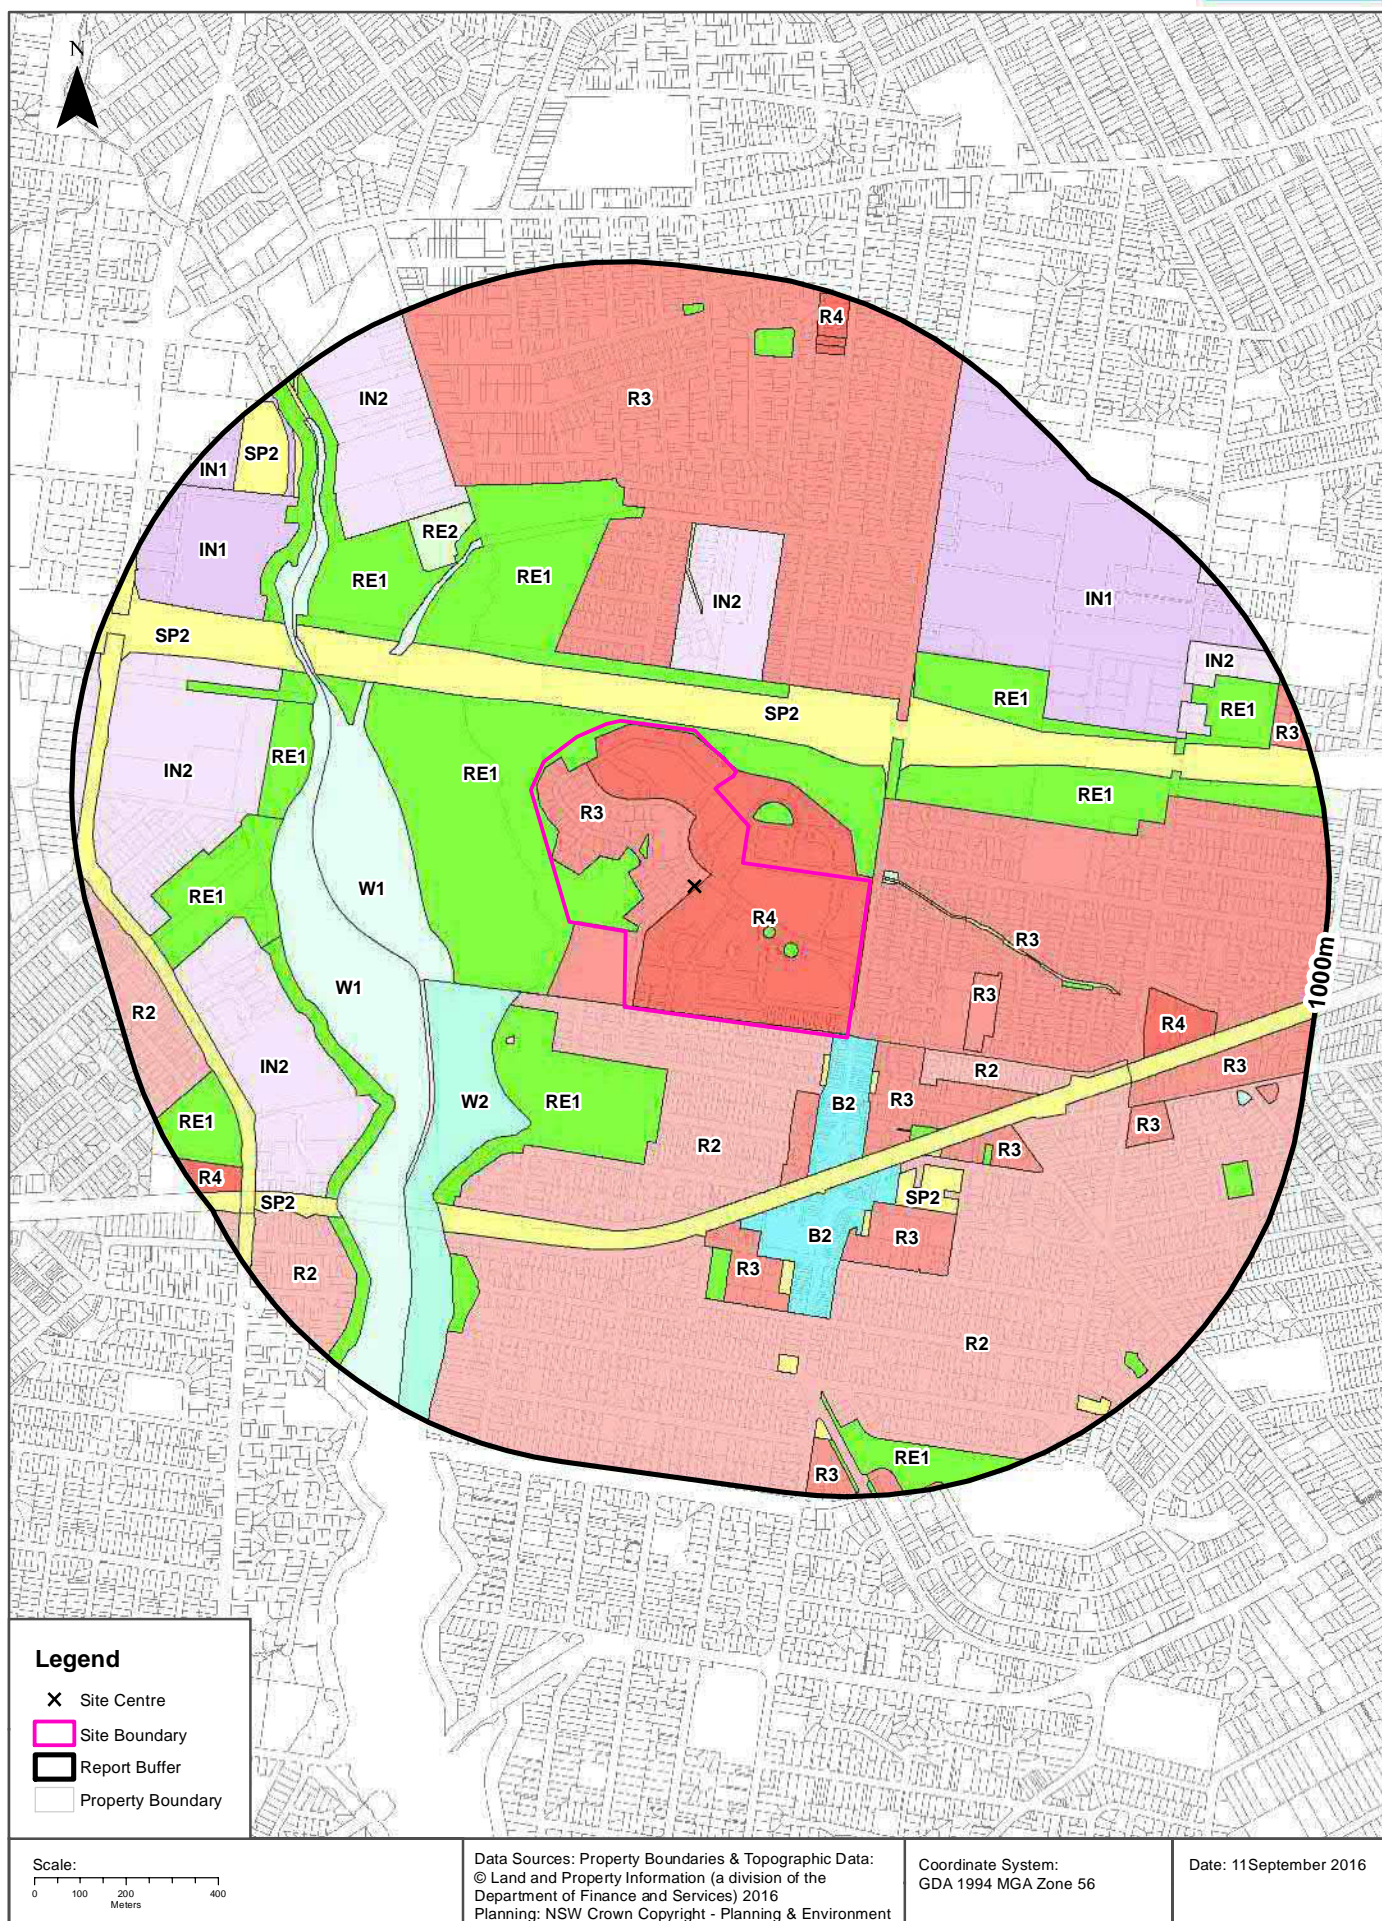 N
R4
R3
IN2
SP2
IN1
RE2
IN1
RE1
RE1
IN2
IN1
SP2
IN2
RE1
RE1
SP2
R3
RE1
IN2
RE1
RE1
R3
W1
RE1
R4
R3
1000m
W1
R3
R2
R4
IN2
R3
R2
W2
RE1
B2
R3
RE1
R3
R2
R3
R4
SP2
SP2
B2
R3
R3
R2
R2
RE1
R3
Legend
Site Centre
Site Boundary
Report Buffer
Property Boundary
Scale:
0 100 200 400
Meters
Data Sources: Property Boundaries & Topographic Data:
© Land and Property Information (a division of the
Department of Finance and Services) 2016
Planning: NSW Crown Copyright - Planning & Environment
Coordinate System:
GDA 1994 MGA Zone 56
Date: 11September 2016